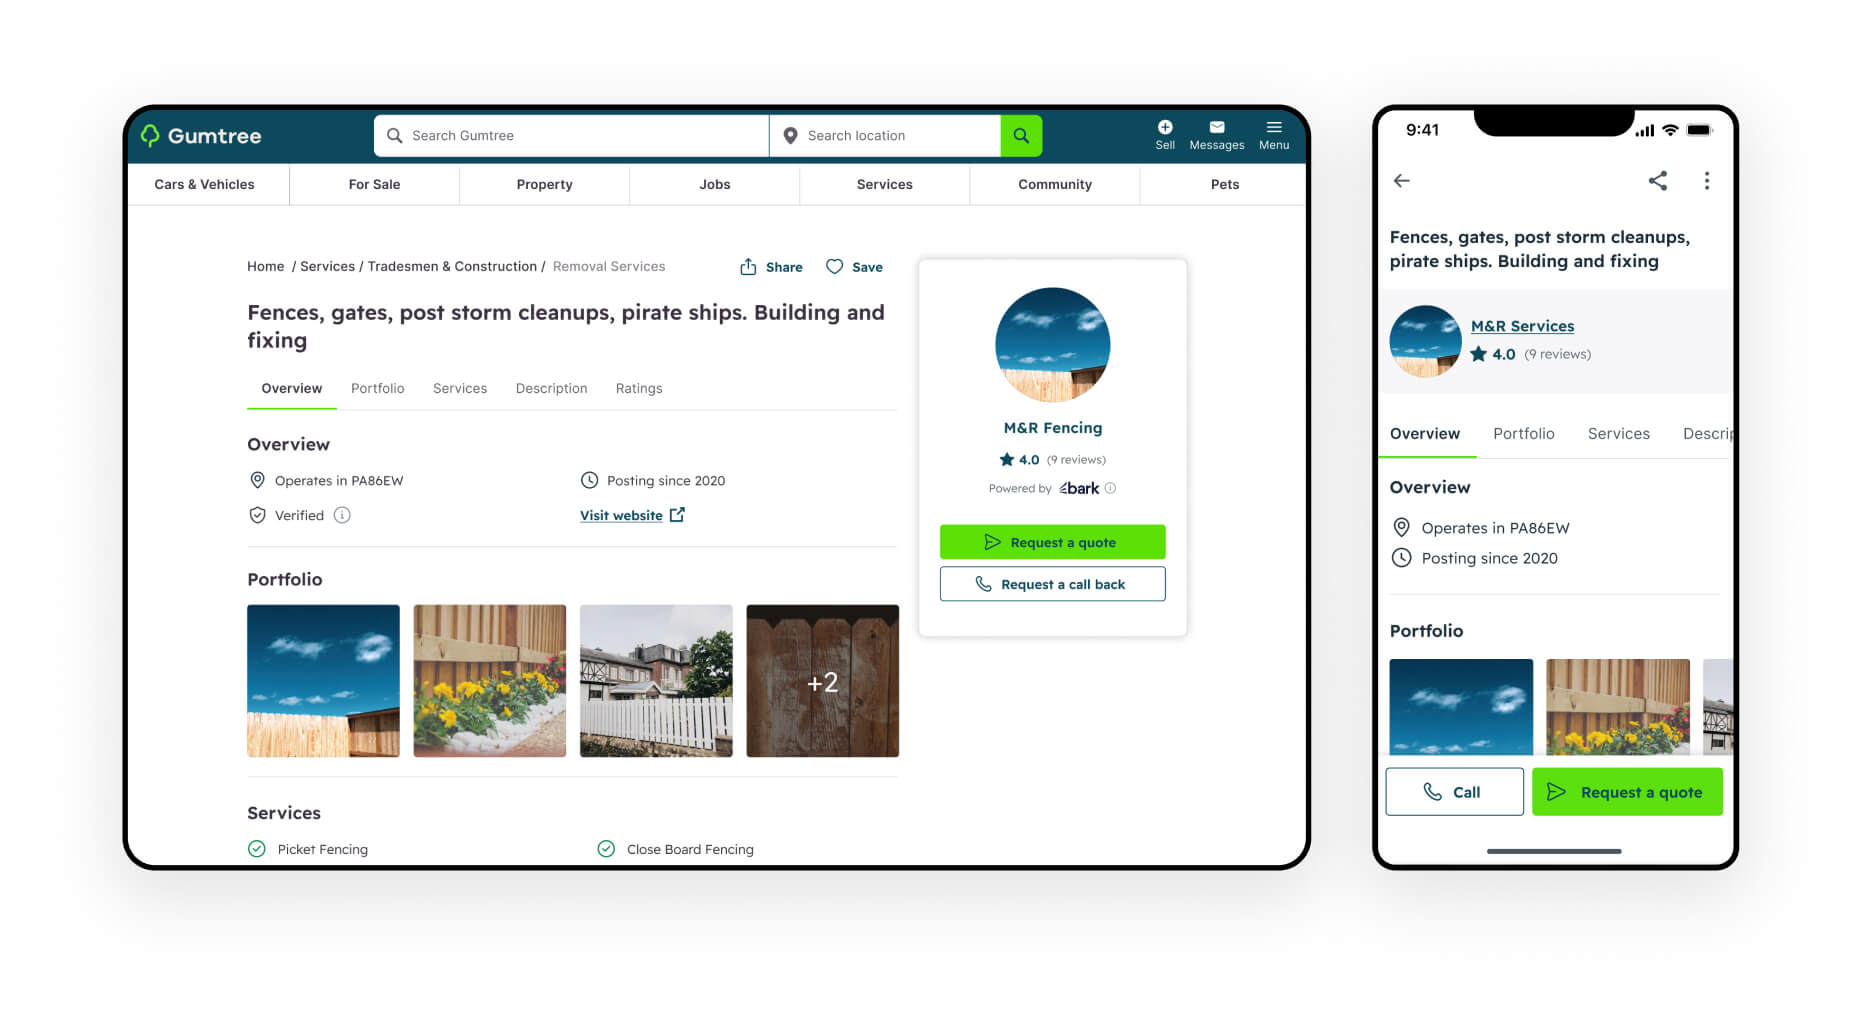 Gumtree
Search Gumtree
Search location
Sell
Messages
Menu
Cars & Vehicles
For Sale
Property
Jobs
Services
Community
Pets
Home / Services / Tradesmen & Construction / Removal Services
Share
Save
Fences, gates, post storm cleanups, pirate ships. Building and
fixing
Overview
Portfolio
Services
Description
Ratings
Overview
Operates in PA86EW
Posting since 2020
Verified
Visit website
Portfolio
+2
Services
Picket Fencing
Close Board Fencing
M&R Fencing
4.0 (9 reviews)
Powered by bark
Request a quote
Request a call back
9:41
Fences, gates, post storm cleanups,
pirate ships. Building and fixing
M&R Services
4.0 (9 reviews)
Overview
Portfolio
Services
Descrip
Overview
Operates in PA86EW
Posting since 2020
Portfolio
Call
Request a quote